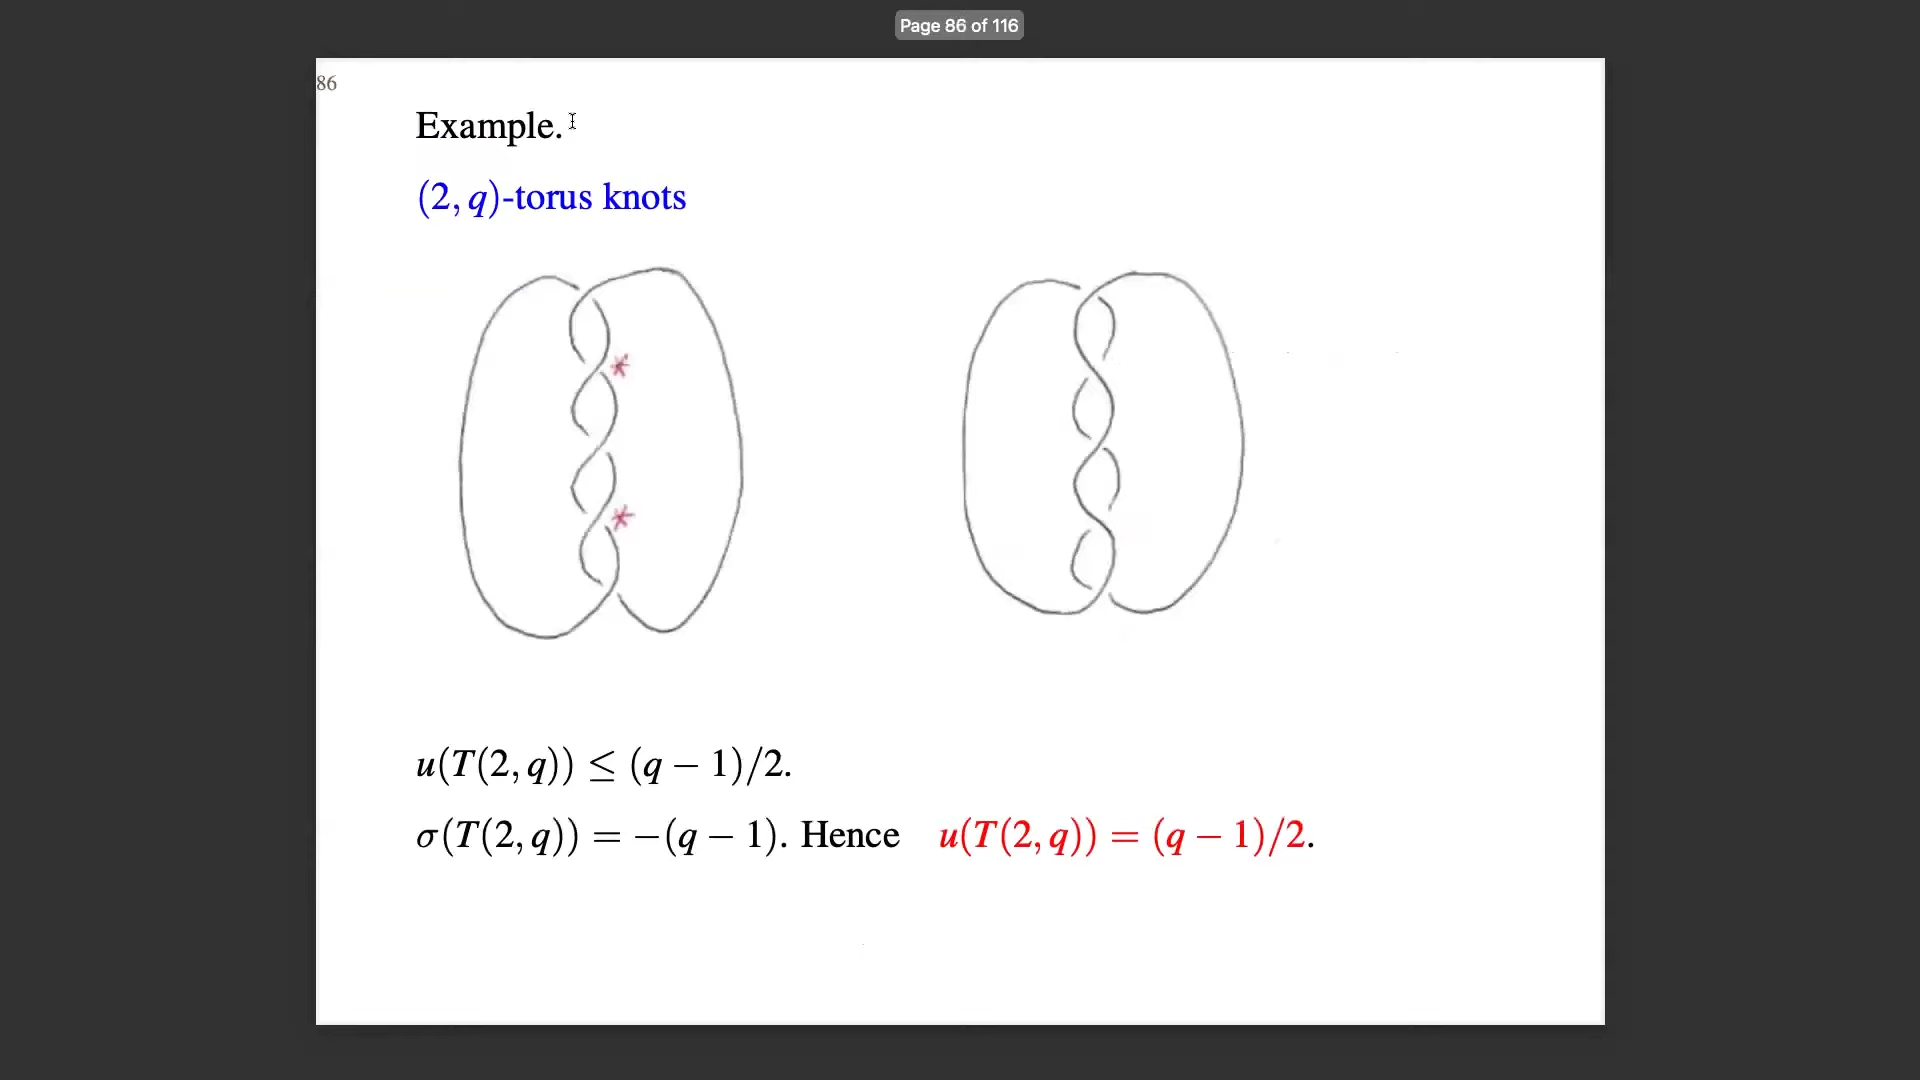 Page 86 of 116
86
Example.
(2, q)-torus knots
* 
*
u(T(2, q)) ≤ (q − 1)/2.
σ(T(2, q)) = −(q − 1). Hence u(T(2, q)) = (q − 1)/2.